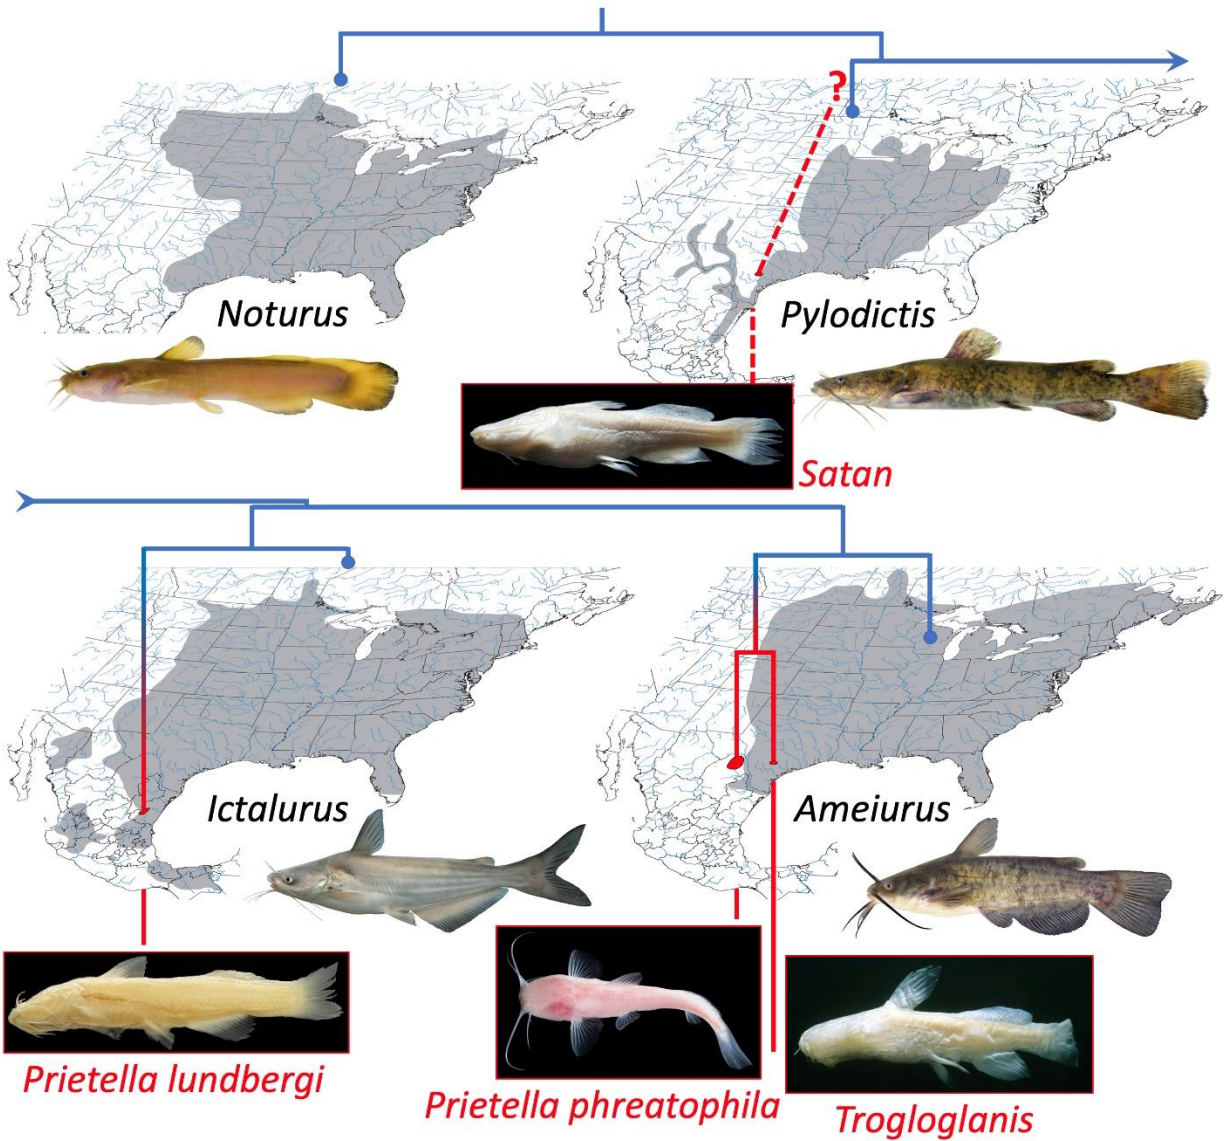 ?
Noturus
Pylodictis
Satan
Ictalurus
Ameiurus
Prietella lundbergi
Prietella phreatophila
Trogloglanis